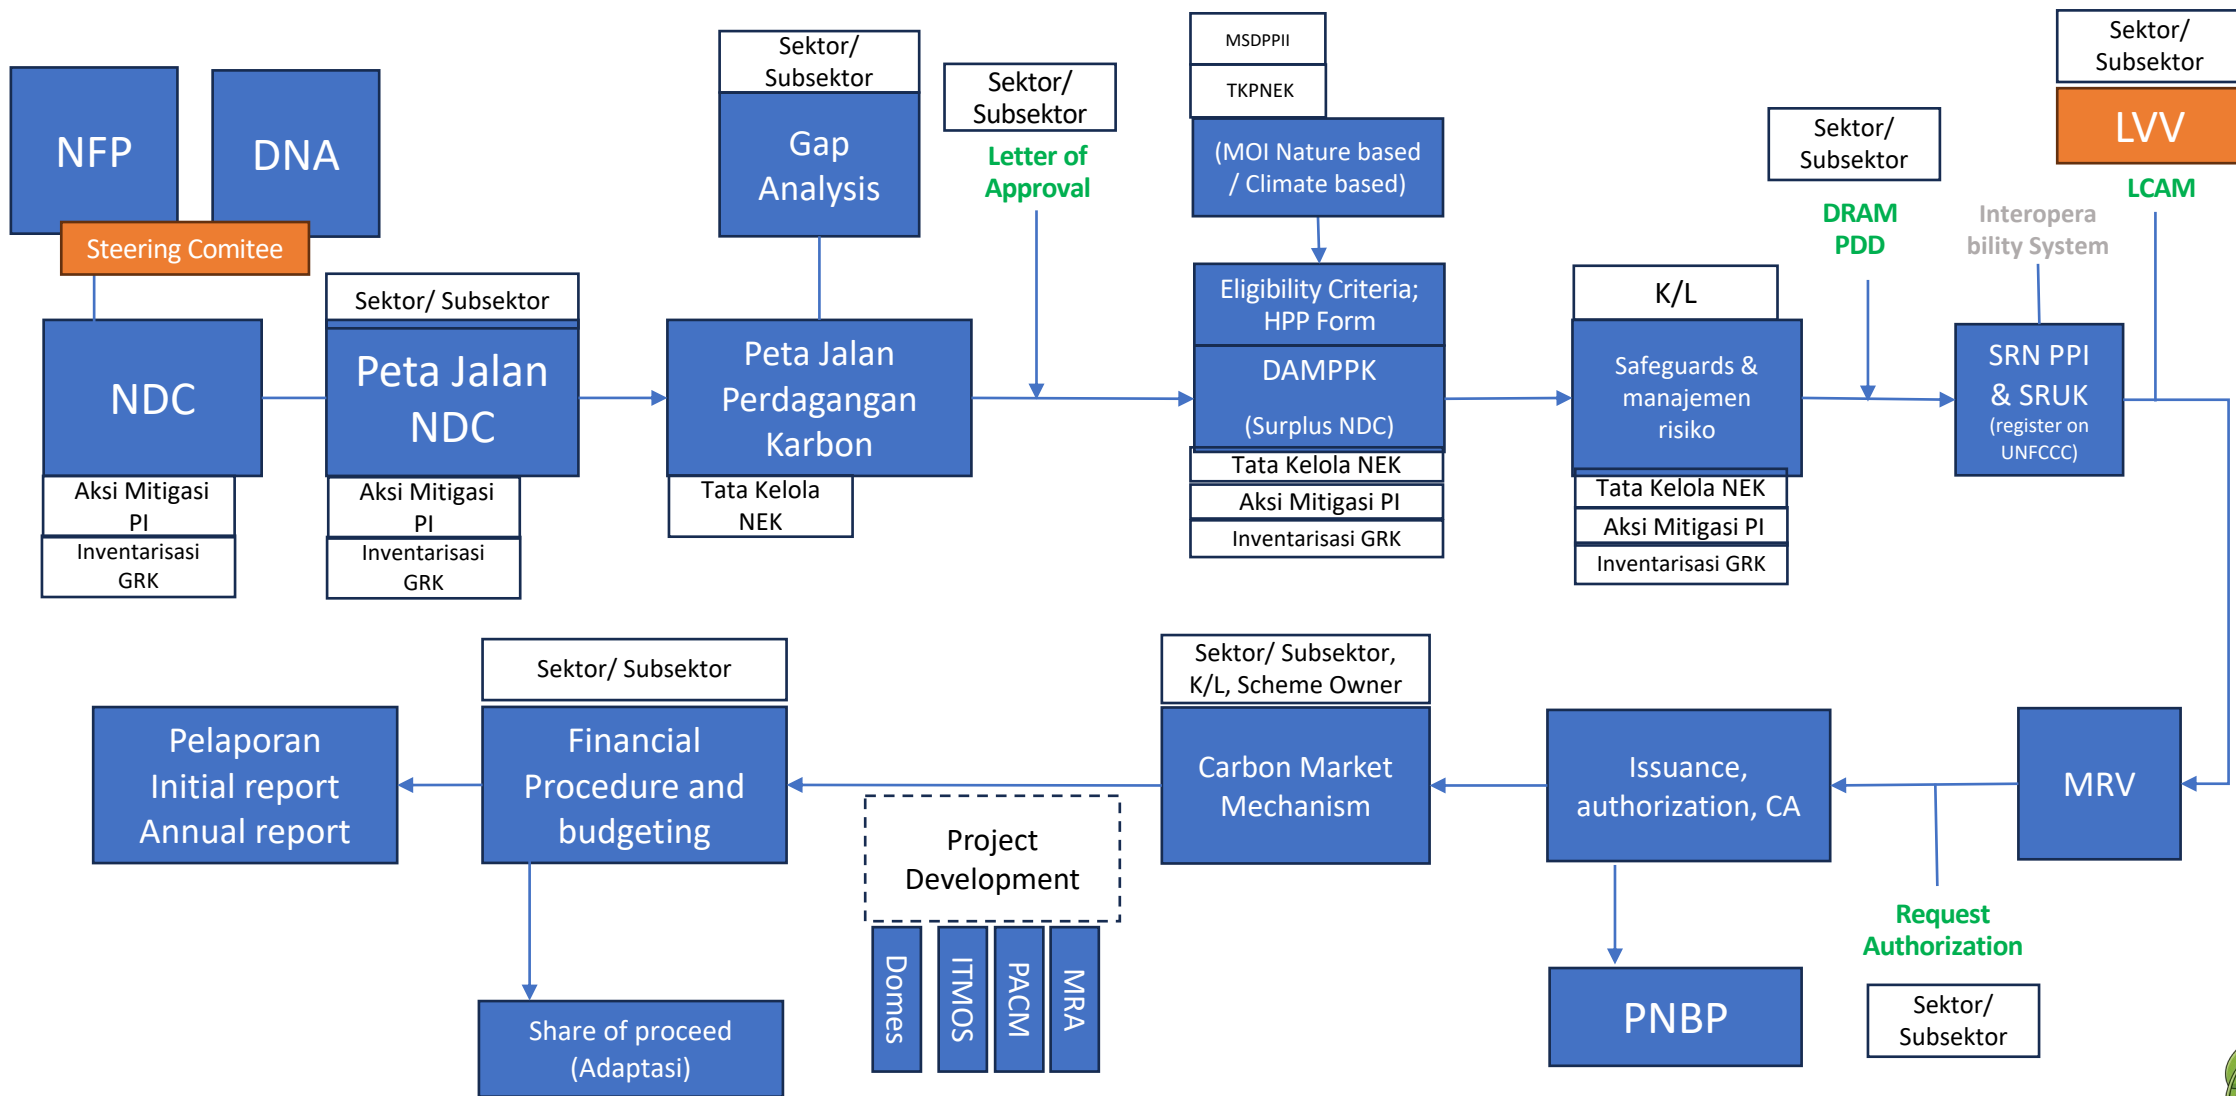 NFP
DNA
Steering Comitee
NDC
Aksi Mitigasi
PI
Inventarisasi
GRK
Sektor/ Subsektor
Peta Jalan
NDC
Aksi Mitigasi
PI
Inventarisasi
GRK
Sektor/
Subsektor
Gap
Analysis
Peta Jalan
Perdagangan
Karbon
Tata Kelola
NEK
Sektor/
Subsektor
Letter of
Approval
MSDPPII
TKPNEK
(MOI Nature based
/ Climate based)
Eligibility Criteria;
HPP Form
DAMPPK
(Surplus NDC)
Tata Kelola NEK
Aksi Mitigasi PI
Inventarisasi GRK
K/L
Safeguards &
manajemen
risiko
Tata Kelola NEK
Aksi Mitigasi PI
Inventarisasi GRK
Sektor/
Subsektor
DRAM
PDD
Interopera
bility System
SRN PPI
& SRUK
(register on
UNFCCC)
Sektor/
Subsektor
LVV
LCAM
MRV
Request
Authorization
Sektor/
Subsektor
Issuance,
authorization, CA
PNBP
Sektor/ Subsektor,
K/L, Scheme Owner
Carbon Market
Mechanism
Project
Development
Domes
ITMOS
PACM
MRA
Sektor/ Subsektor
Financial
Procedure and
budgeting
Share of proceed
(Adaptasi)
Pelaporan
Initial report
Annual report